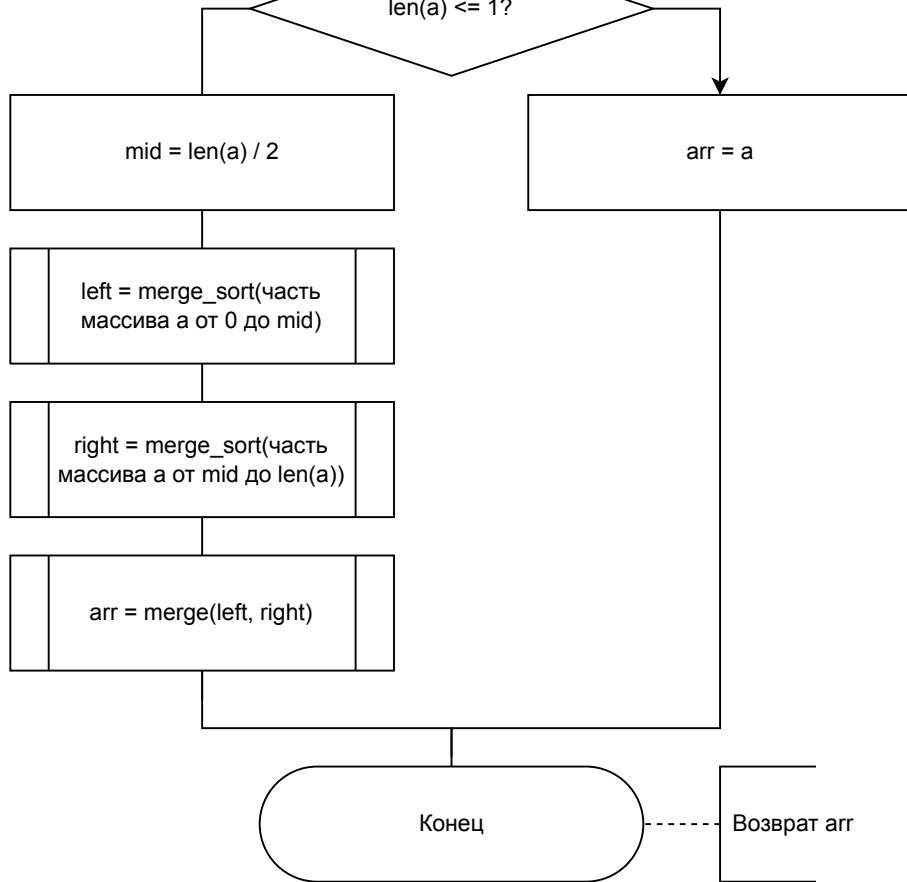 len(a) <= 1?
mid = len(a) / 2
arr = a
left = merge_sort(часть
массива a от 0 до mid)
right = merge_sort(часть
массива a от mid до len(a))
arr = merge(left, right)
Конец
Возврат arr